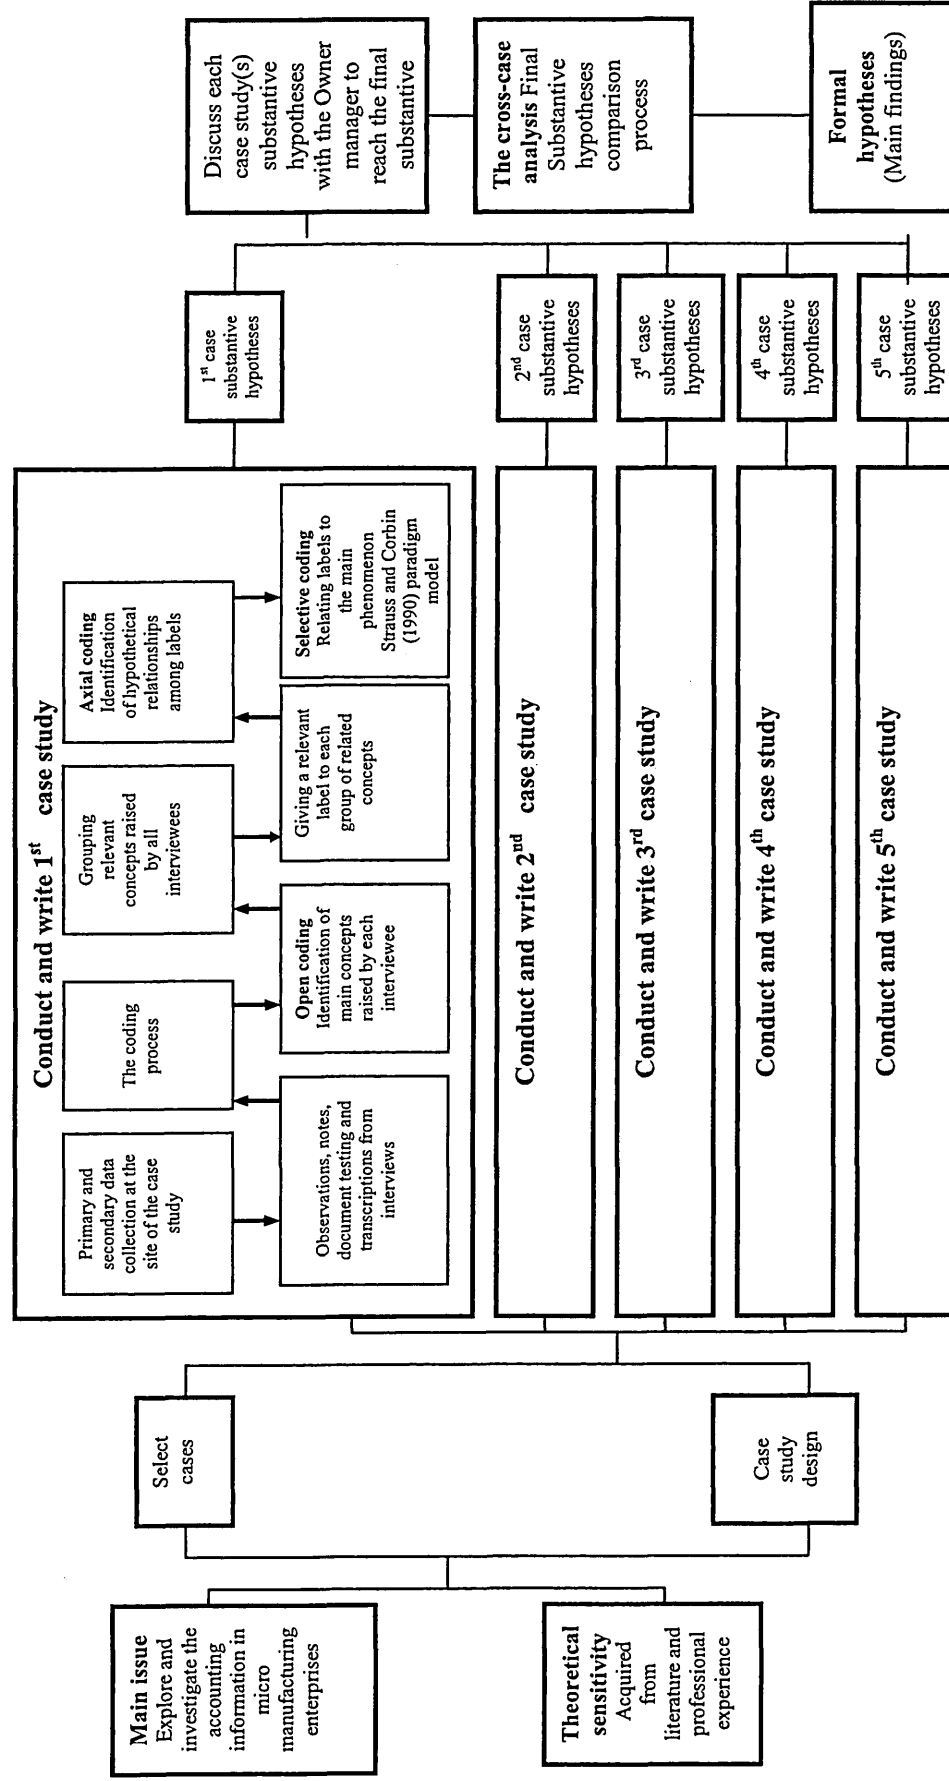 Main issue
Explore and
investigate the
accounting
information in
micro
manufacturing
enterprises
Theoretical
sensitivity
Acquired
from
literature and
professional
experience
Select
cases
Case
study
design
Conduct and write 1st case study
Primary and
secondary data
collection at the
site of the case
study
Observations, notes,
document testing and
transcriptions from
interviews
The coding
process
Open coding
Identification of
main concepts
raised by each
interviewee
Grouping
relevant
concepts raised
by all
interviewees
Giving a relevant
label to each
group of related
concepts
Axial coding
Identification
of hypothetical
relationships
among labels
Selective coding
Relating labels to
the main
phenomenon
Strauss and Corbin
(1990) paradigm
model
Conduct and write 2nd case study
Conduct and write 3rd case study
Conduct and write 4th case study
Conduct and write 5th case study
1st case
substantive
hypotheses
2nd case
substantive
hypotheses
3rd case
substantive
hypotheses
4th case
substantive
hypotheses
5th case
substantive
hypotheses
Discuss each
case study(s)
substantive
hypotheses
with the Owner
manager to
reach the final
substantive
The cross-case
analysis Final
Substantive
hypotheses
comparison
process
Formal
hypotheses
(Main findings)